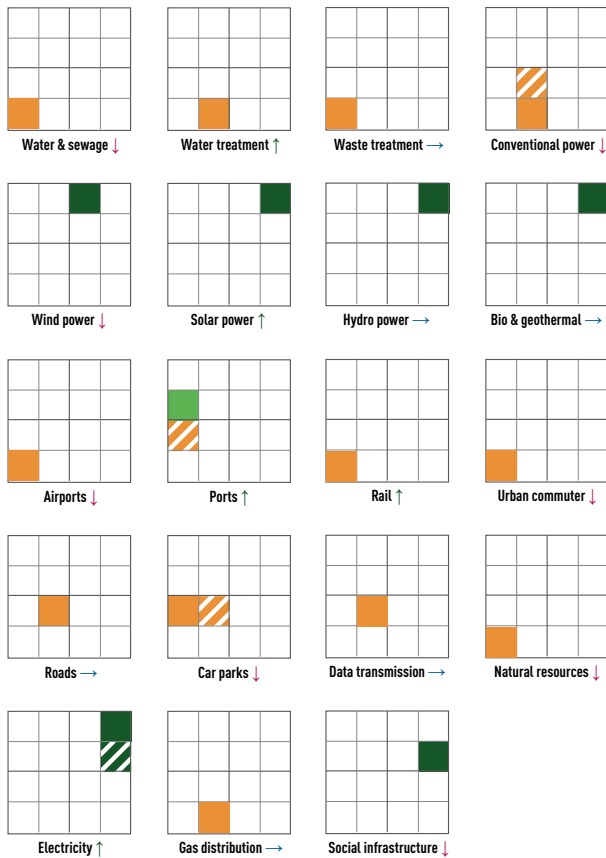 Water & sewage ↓
Water treatment ↑
Waste treatment →
Conventional power ↓
Wind power ↓
Solar power ↑
Hydro power →
Bio & geothermal →
Airports ↓
Ports ↑
Rail ↑
Urban commuter ↓
Roads →
Car parks ↓
Data transmission →
Natural resources ↓
Electricity ↑
Gas distribution →
Social infrastructure ↓